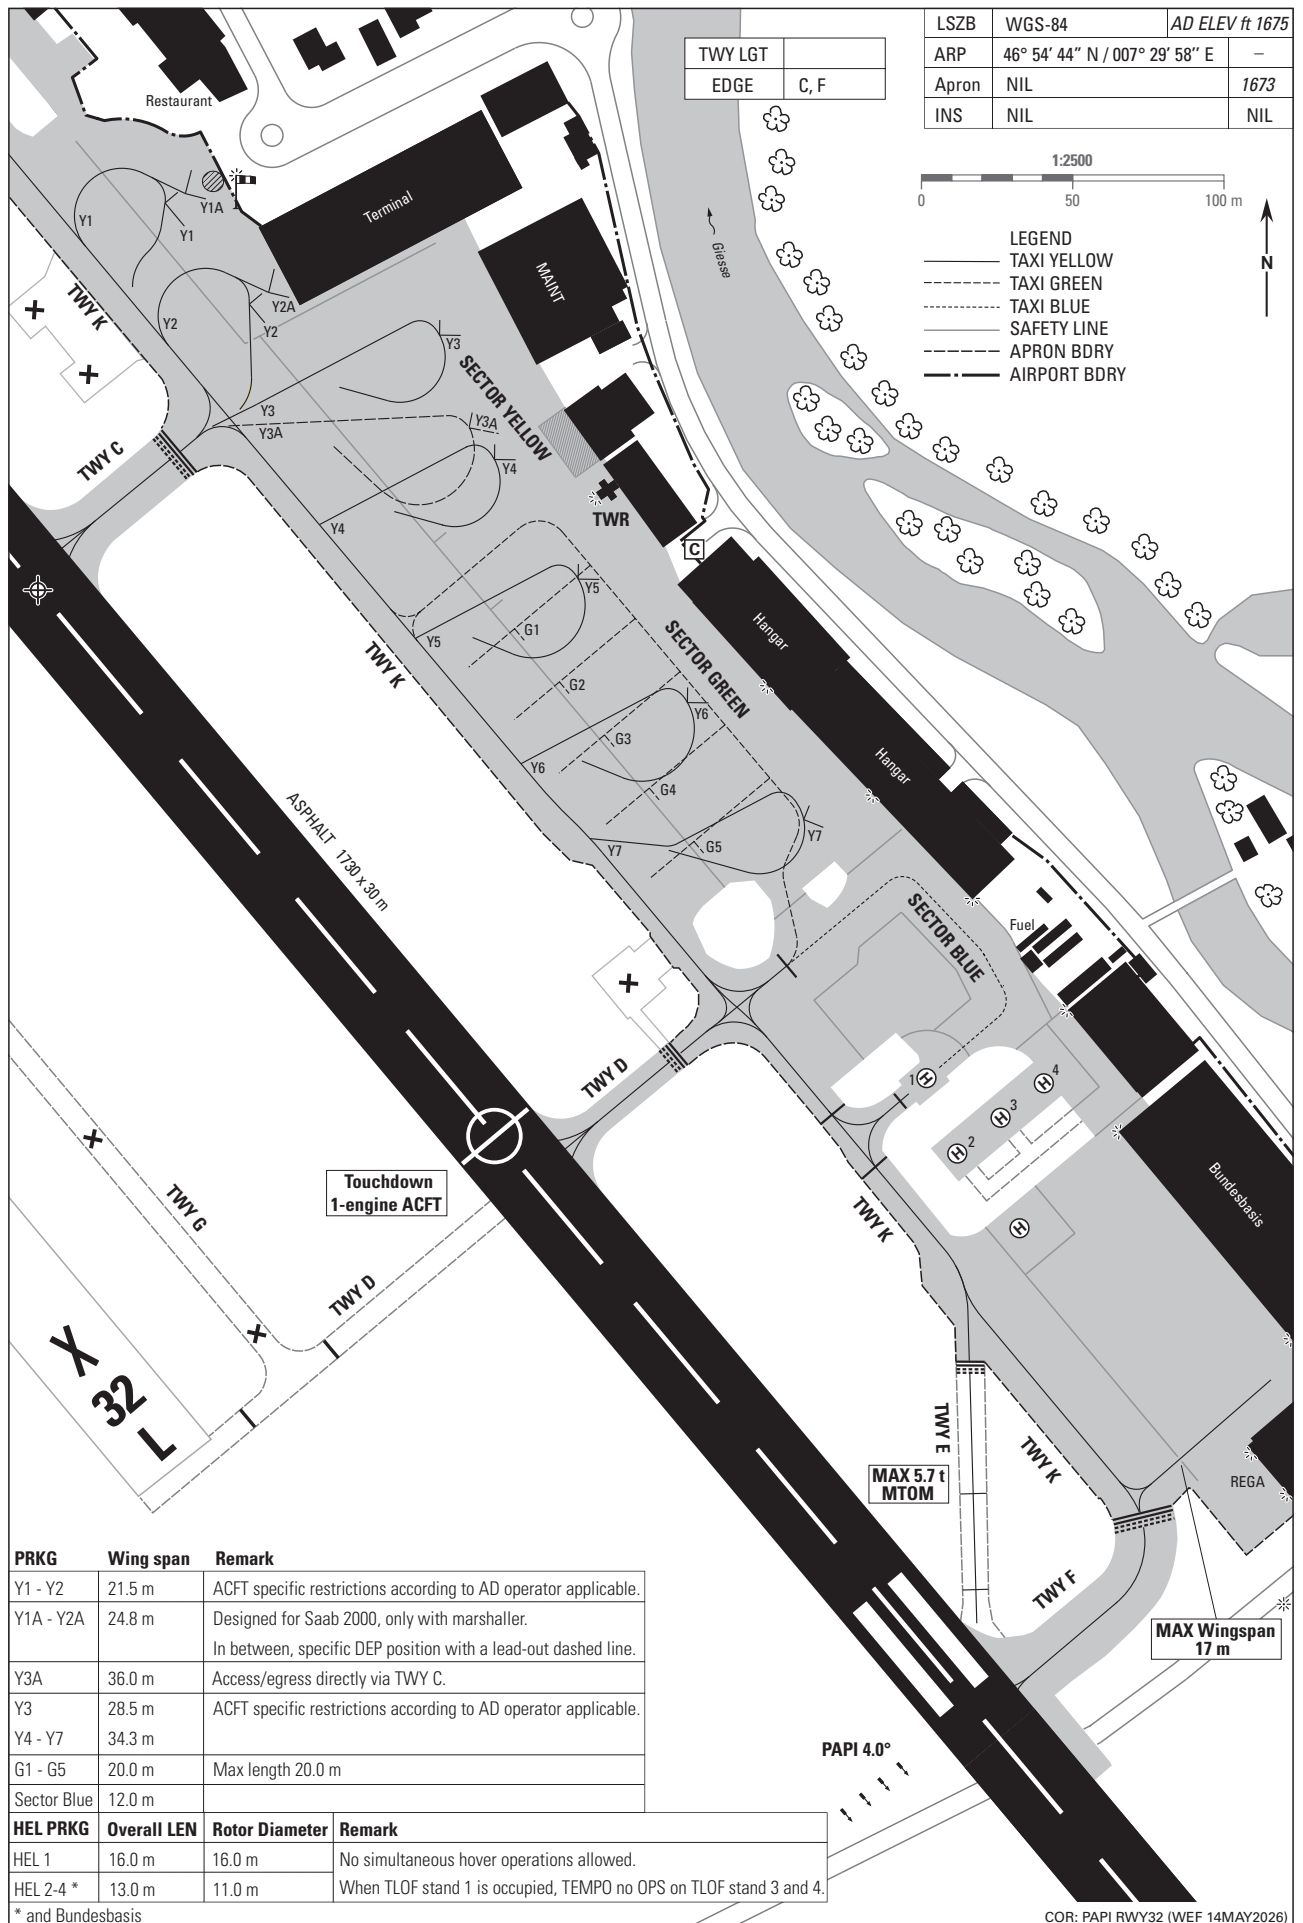 LSZB WGS-84 AD ELEV ft 1675
ARP 46° 54′ 44″ N / 007° 29′ 58″ E –
Apron NIL 1673
INS NIL NIL
TWY LGT
EDGE C, F
1:2500
0 50 100 m
LEGEND
TAXI YELLOW
TAXI GREEN
TAXI BLUE
SAFETY LINE
APRON BDRY
AIRPORT BDRY
N
Restaurant
Terminal
MAINT
Giesse
Y1
Y1A
Y1
Y2
Y2A
Y2
TWY K
Y3
Y3
Y3A
Y3A
Y4
Y4
SECTOR YELLOW
TWY C
TWR
C
Y5
Y5
G1
G2
G3
G4
G5
Y6
Y6
Y7
Y7
TWY K
SECTOR GREEN
Hangar
Hangar
ASPHALT 1730 x 30 m
SECTOR BLUE
Fuel
TWY D
1
H
2
H
3
H
4
H
H
Bundesbasis
TWY K
Touchdown
1-engine ACFT
TWY G
TWY D
X
32
L
TWY E
MAX 5.7 t
MTOM
TWY K
REGA
TWY F
MAX Wingspan
17 m
PAPI 4.0°
PRKG Wing span Remark
Y1 - Y2 21.5 m ACFT specific restrictions according to AD operator applicable.
Y1A - Y2A 24.8 m Designed for Saab 2000, only with marshaller.
In between, specific DEP position with a lead-out dashed line.
Y3A 36.0 m Access/egress directly via TWY C.
Y3 28.5 m ACFT specific restrictions according to AD operator applicable.
Y4 - Y7 34.3 m
G1 - G5 20.0 m Max length 20.0 m
Sector Blue 12.0 m
HEL PRKG Overall LEN Rotor Diameter Remark
HEL 1 16.0 m 16.0 m No simultaneous hover operations allowed.
HEL 2-4 * 13.0 m 11.0 m When TLOF stand 1 is occupied, TEMPO no OPS on TLOF stand 3 and 4.
* and Bundesbasis
COR: PAPI RWY32 (WEF 14MAY2026)